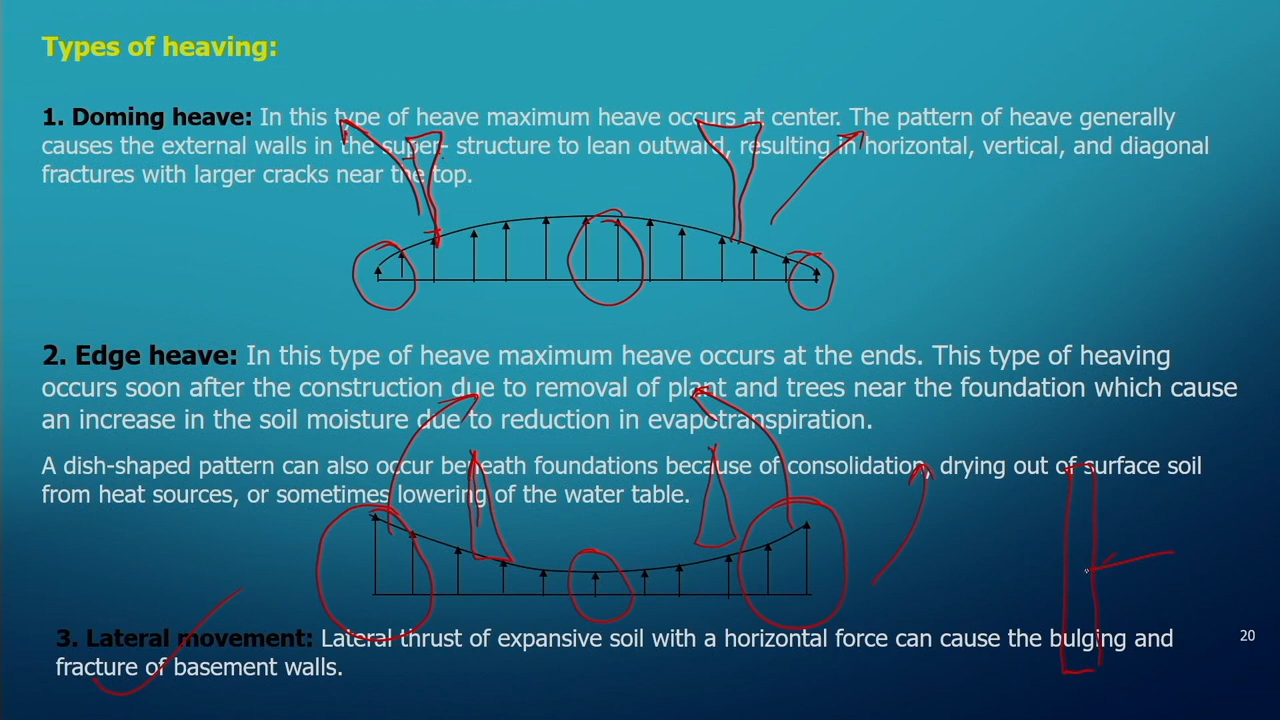 Types of heaving:
1. Doming heave: In this type of heave maximum heave occurs at center. The pattern of heave generally
causes the external walls in the super- structure to lean outward, resulting in horizontal, vertical, and diagonal
fractures with larger cracks near the top.
2. Edge heave: In this type of heave maximum heave occurs at the ends. This type of heaving
occurs soon after the construction due to removal of plant and trees near the foundation which cause
an increase in the soil moisture due to reduction in evapotranspiration.
A dish-shaped pattern can also occur beneath foundations because of consolidation, drying out of surface soil
from heat sources, or sometimes lowering of the water table.
3. Lateral movement: Lateral thrust of expansive soil with a horizontal force can cause the bulging and
fracture of basement walls.
20